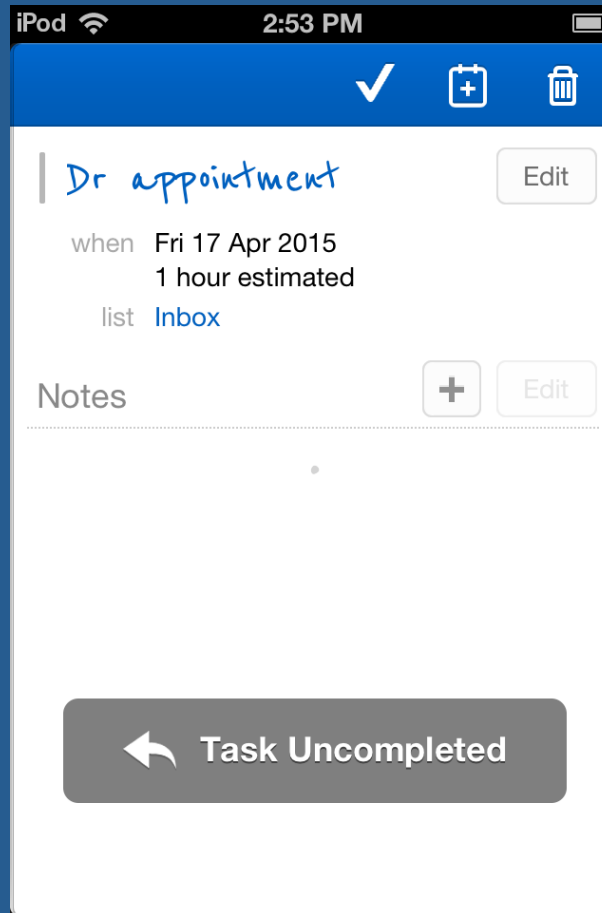 iPod 2:53 PM
Dr appointment Edit
when Fri 17 Apr 2015
1 hour estimated
list Inbox
Notes + Edit
Task Uncompleted